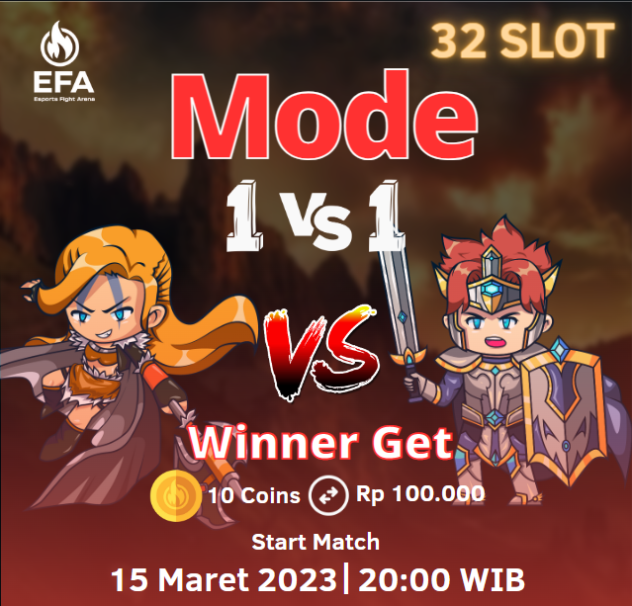 EFA
Esports Fight Arena
32 SLOT
Mode
1 VS 1
VS
Winner Get
10 Coins Rp 100.000
Start Match
15 Maret 2023| 20:00 WIB